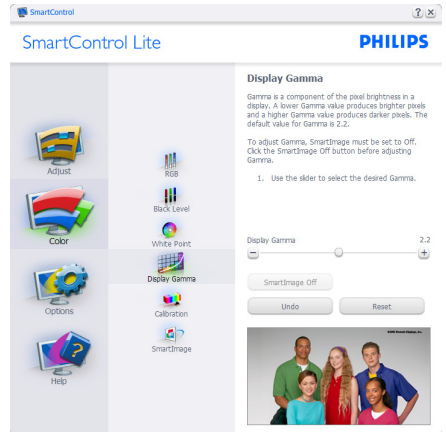 SmartControl
SmartControl Lite
PHILIPS
Adjust
Color
Options
Help
RGB
Black Level
White Point
Display Gamma
Calibration
SmartImage
Display Gamma
Gamma is a component of the pixel brightness in a
display. A lower Gamma value produces brighter pixels
and a higher Gamma value produces darker pixels. The
default value for Gamma is 2.2.
To adjust Gamma, SmartImage must be set to Off.
Click the SmartImage Off button before adjusting
Gamma.
1. Use the slider to select the desired Gamma.
Display Gamma 2.2
SmartImage Off
Undo Reset